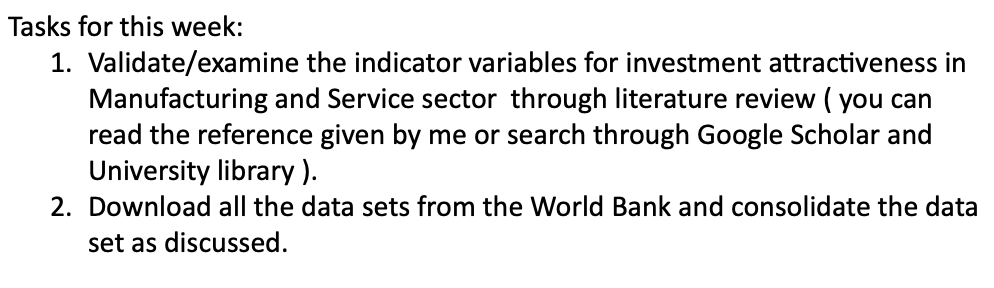 Tasks for this week:
1. Validate/examine the indicator variables for investment attractiveness in
Manufacturing and Service sector  through literature review ( you can
read the reference given by me or search through Google Scholar and
University library ).
2. Download all the data sets from the World Bank and consolidate the data
set as discussed.